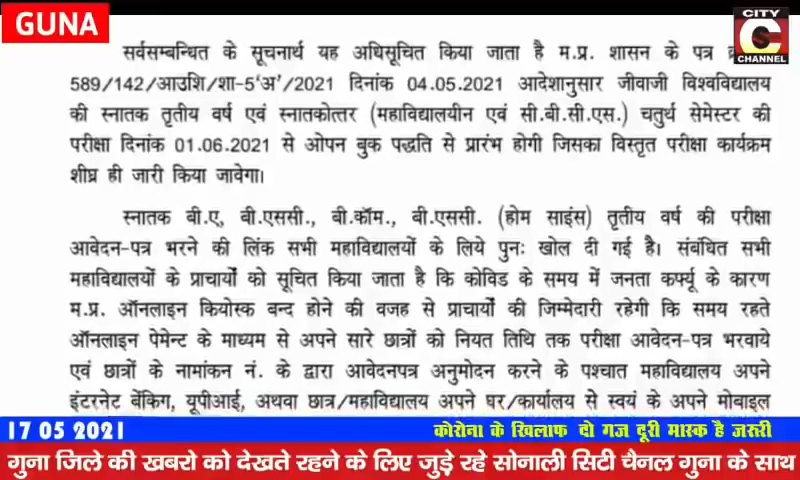 GUNA
CITY
CHANNEL
सर्वसम्बन्धित के सूचनार्थ यह अधिसूचित किया जाता है म.प्र. शासन के पत्र
589/142/आउशि/शा-5‘अ’/2021 दिनांक 04.05.2021 आदेशानुसार जीवाजी विश्वविद्यालय
की स्नातक तृतीय वर्ष एवं स्नातकोत्तर (महाविद्यालयीन एवं सी.बी.सी.एस.) चतुर्थ सेमेस्टर की
परीक्षा दिनांक 01.06.2021 से ओपन बुक पद्धति से प्रारंभ होगी जिसका विस्तृत परीक्षा कार्यक्रम
शीघ्र ही जारी किया जावेगा।
स्नातक बी.ए, बी.एससी., बी.कॉम., बी.एससी. (होम साइंस) तृतीय वर्ष की परीक्षा
आवेदन-पत्र भरने की लिंक सभी महाविद्यालयों के लिये पुनः खोल दी गई है। संबंधित सभी
महाविद्यालयों के प्राचार्यों को सूचित किया जाता है कि कोविड के समय में जनता कर्फ्यू के कारण
म.प्र. ऑनलाइन कियोस्क बन्द होने की वजह से प्राचार्यों की जिम्मेदारी रहेगी कि समय रहते
ऑनलाइन पेमेन्ट के माध्यम से अपने सारे छात्रों को नियत तिथि तक परीक्षा आवेदन-पत्र भरवाये
एवं छात्रों के नामांकन नं. के द्वारा आवेदनपत्र अनुमोदन करने के पश्चात महाविद्यालय अपने
इंटरनेट बेंकिग, यूपीआई, अथवा छात्र/महाविद्यालय अपने घर/कार्यालय से स्वयं के अपने मोबाइल
17 05 2021 कोरोना के खिलाफ दो गज दूरी मास्क है जरुरी
गुना जिले की खबरो को देखते रहने के लिए जुड़े रहे सोनाली सिटी चैनल गुना के साथ